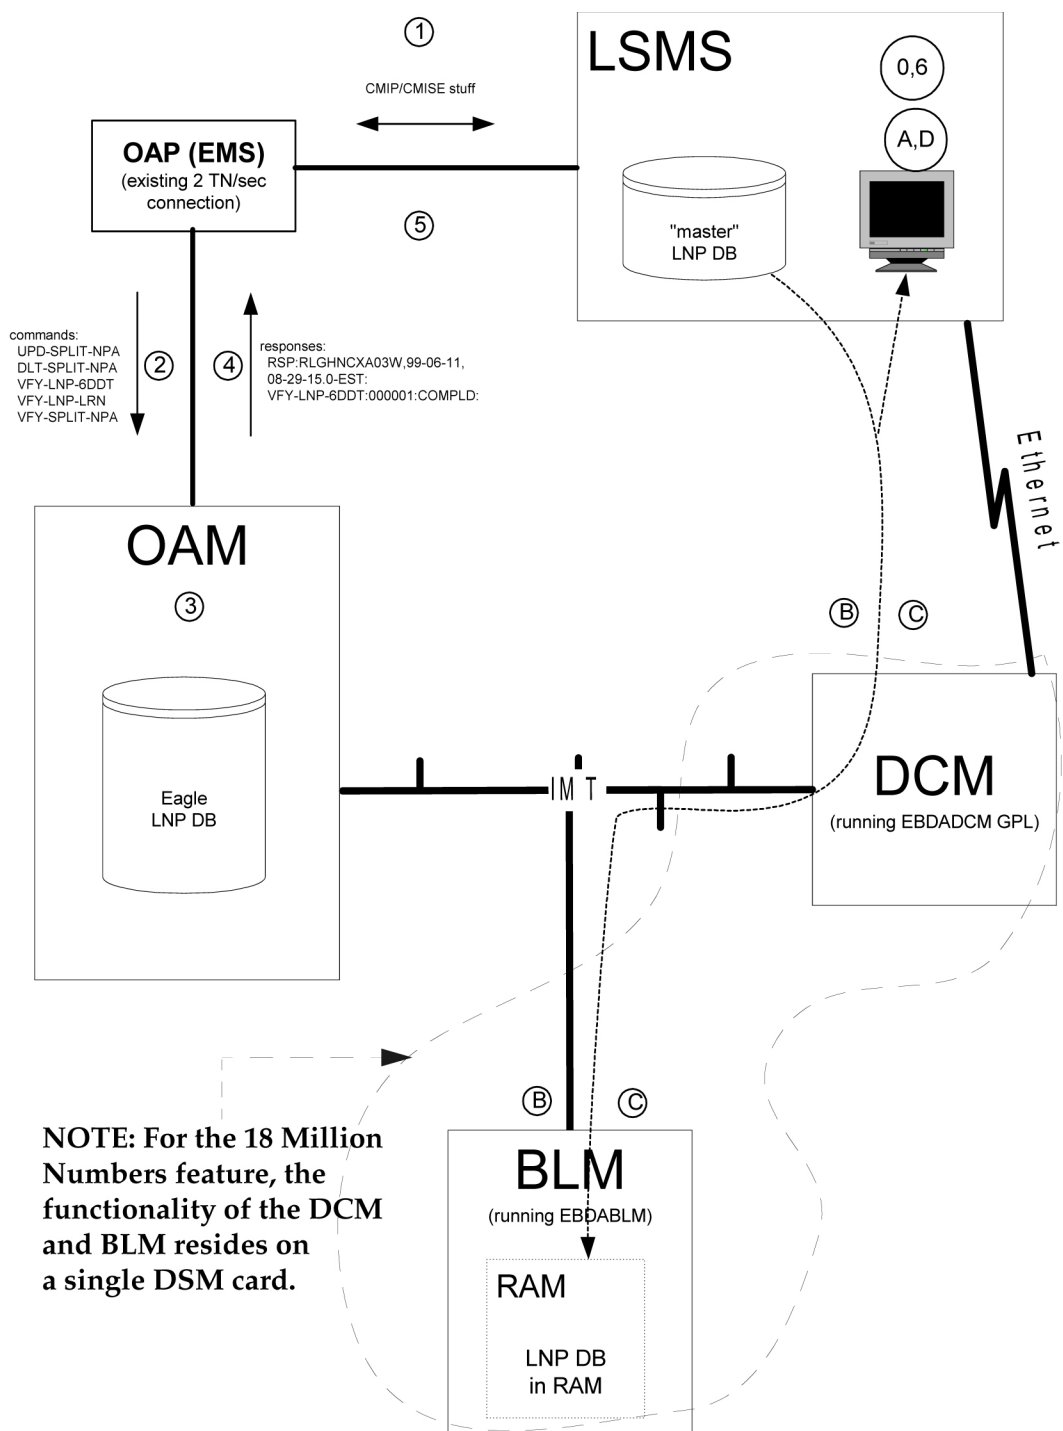 1
LSMS
0,6
CMIP/CMISE stuff
A,D
OAP (EMS)
(existing 2 TN/sec
connection)
5
"master"
LNP DB
commands:
UPD-SPLIT-NPA
DLT-SPLIT-NPA
VFY-LNP-6DDT
VFY-LNP-LRN
VFY-SPLIT-NPA
2
4
responses:
RSP:RLGHNCXA03W,99-06-11,
08-29-15.0-EST:
VFY-LNP-6DDT:000001:COMPLD:
Ethernet
OAM
3
B
C
Eagle
LNP DB
IMT
DCM
(running EBDADCM GPL)
B
C
NOTE: For the 18 Million
Numbers feature, the
functionality of the DCM
and BLM resides on
a single DSM card.
BLM
(running EBDABLM)
RAM
LNP DB
in RAM